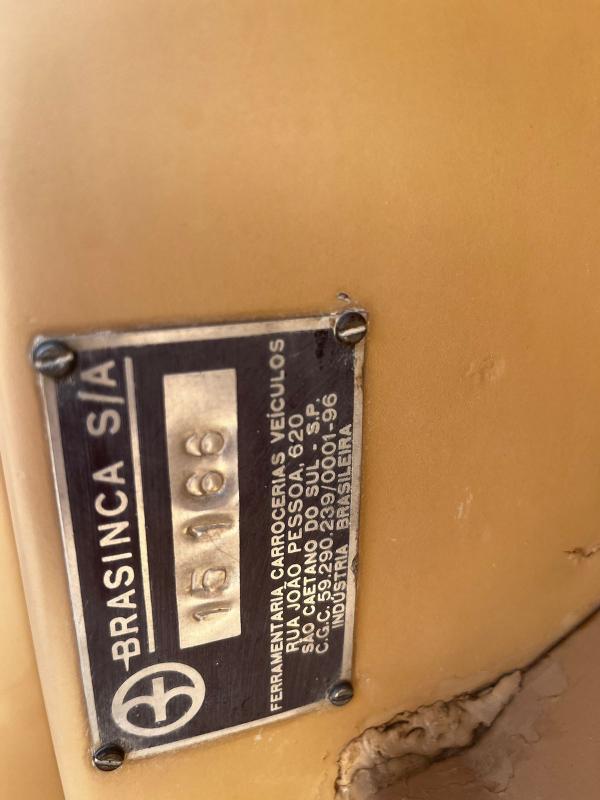 BRASINCA S/A
15166
FERRAMENTARIA CARROCERIAS VEÍCULOS
RUA JOÃO PESSOA, 620
SÃO CAETANO DO SUL - S.P.
C.G.C. 59.290.239/0001-96
INDÚSTRIA BRASILEIRA